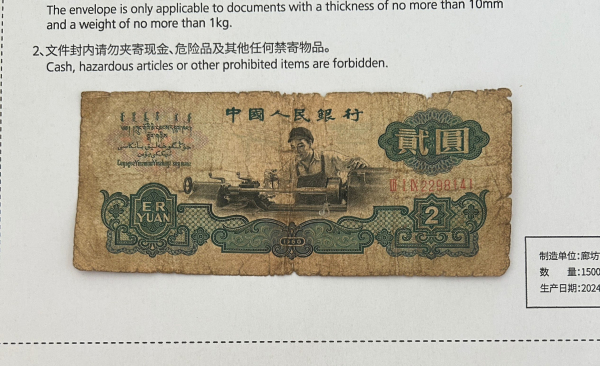 The envelope is only applicable to documents with a thickness of no more than 10mm
and a weight of no more than 1kg.
2、文件封内请勿夹寄现金、危险品及其他任何禁寄物品。
Cash, hazardous articles or other prohibited items are forbidden.
中國人民銀行
貳圓
ER
YUAN
2
1960
制造单位:廊坊
数 量:1500
生产日期:2024